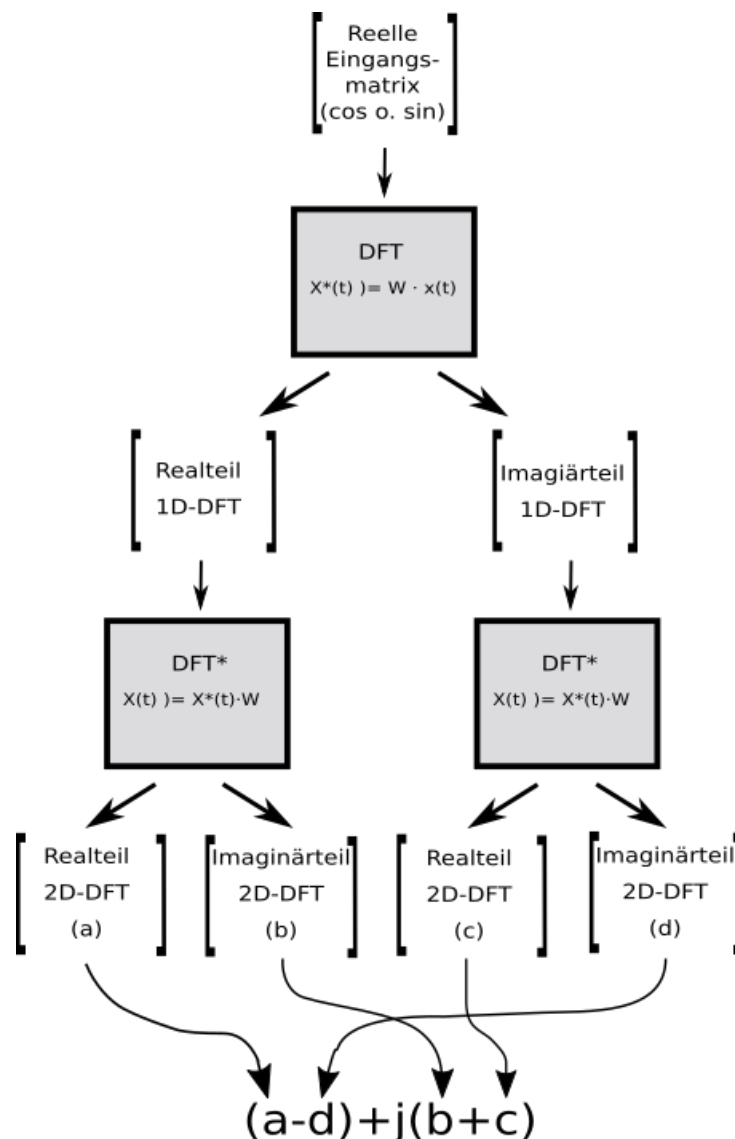 Reelle
Eingangs-
matrix
(cos o. sin)
DFT
X*(t) )= W · x(t)
Realteil
1D-DFT
Imagiärteil
1D-DFT
DFT*
X(t) )= X*(t)·W
DFT*
X(t) )= X*(t)·W
Realteil
2D-DFT
(a)
Imaginärteil
2D-DFT
(b)
Realteil
2D-DFT
(c)
Imaginärteil
2D-DFT
(d)
(a-d)+j(b+c)